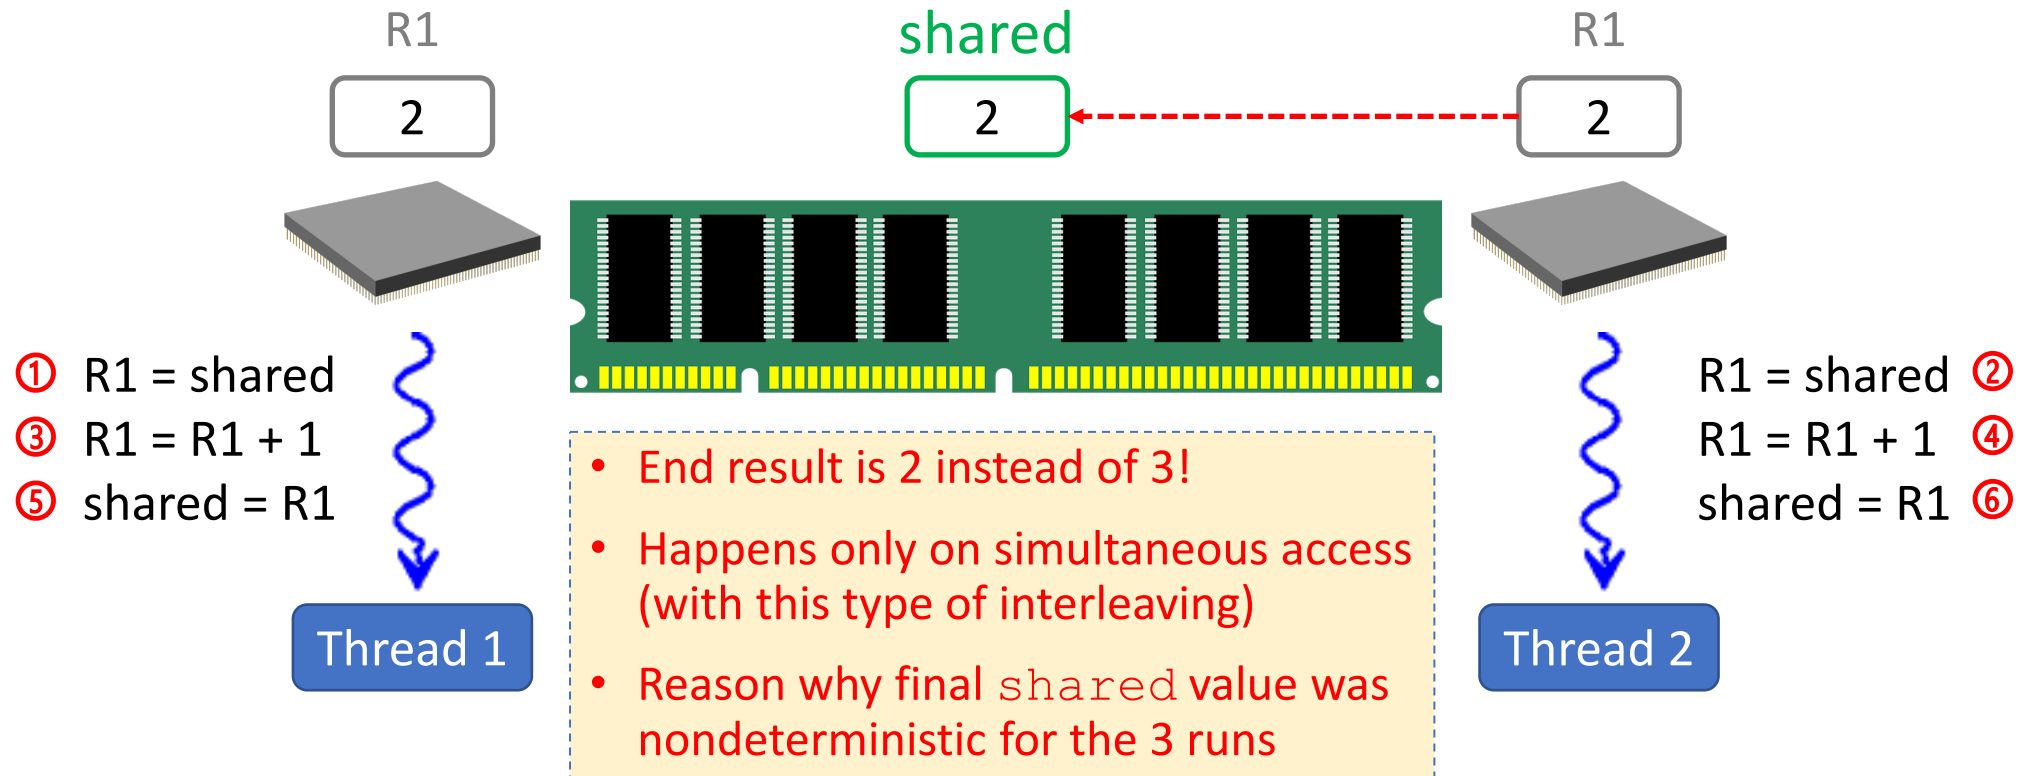 R1
shared
R1
2
2
2
① R1 = shared
③ R1 = R1 + 1
⑤ shared = R1
R1 = shared ②
R1 = R1 + 1 ④
shared = R1 ⑥
• End result is 2 instead of 3!
• Happens only on simultaneous access
(with this type of interleaving)
• Reason why final shared value was
nondeterministic for the 3 runs
Thread 1
Thread 2